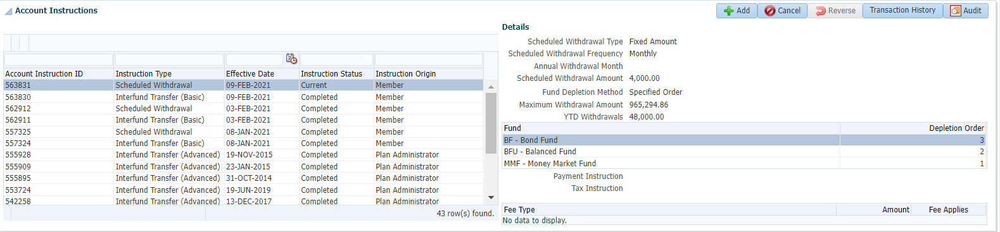 Account Instructions
Add Cancel Reverse Transaction History Audit
Account Instruction ID Instruction Type Effective Date Instruction Status Instruction Origin
563831 Scheduled Withdrawal 09-FEB-2021 Current Member
563830 Interfund Transfer (Basic) 09-FEB-2021 Completed Member
562912 Scheduled Withdrawal 03-FEB-2021 Completed Member
562911 Interfund Transfer (Basic) 03-FEB-2021 Completed Member
557325 Scheduled Withdrawal 08-JAN-2021 Completed Member
557324 Interfund Transfer (Basic) 08-JAN-2021 Completed Member
555928 Interfund Transfer (Advanced) 19-NOV-2015 Completed Plan Administrator
555909 Interfund Transfer (Advanced) 23-JAN-2015 Completed Plan Administrator
555895 Interfund Transfer (Advanced) 31-OCT-2014 Completed Plan Administrator
553724 Interfund Transfer (Advanced) 19-JUN-2019 Completed Plan Administrator
542258 Interfund Transfer (Advanced) 13-DEC-2017 Completed Plan Administrator
43 row(s) found.
Details
Scheduled Withdrawal Type Fixed Amount
Scheduled Withdrawal Frequency Monthly
Annual Withdrawal Month
Scheduled Withdrawal Amount 4,000.00
Fund Depletion Method Specified Order
Maximum Withdrawal Amount 965,294.86
YTD Withdrawals 48,000.00
Fund Depletion Order
BF - Bond Fund 3
BFU - Balanced Fund 2
MMF - Money Market Fund 1
Payment Instruction
Tax Instruction
Fee Type Amount Fee Applies
No data to display.